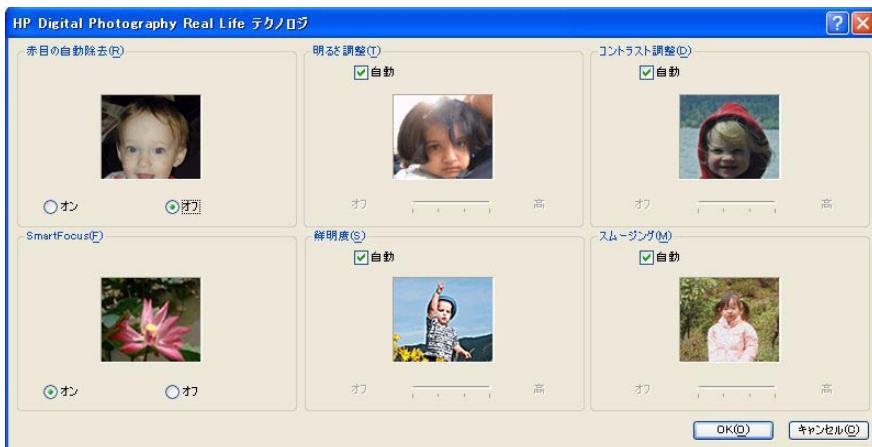 HP Digital Photography Real Life テクノロジ
赤目の自動除去(R)
オン
オフ
明るさ調整(T)
自動
オフ
高
コントラスト調整(D)
自動
オフ
高
SmartFocus(F)
オン
オフ
鮮明度(S)
自動
オフ
高
スムージング(M)
自動
オフ
高
OK(O)
キャンセル(C)